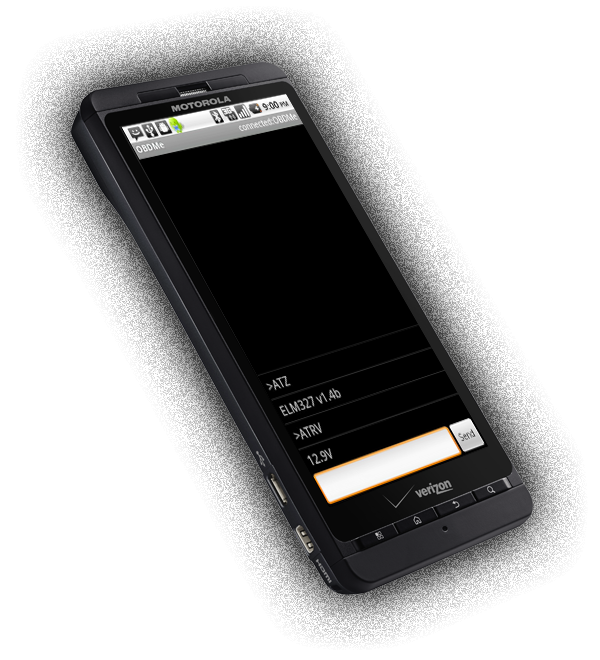 MOTOROLA
9:00 PM
OBDMe connected:OBDMe
>ATZ
ELM327 v1.4b
>ATRV
12.9V
Send
verizon